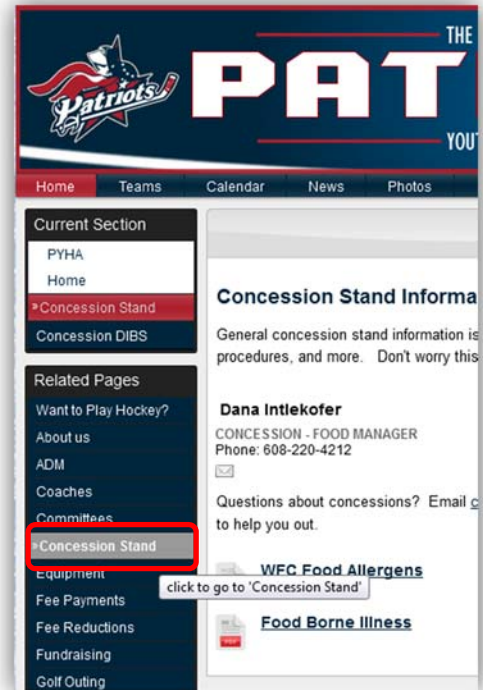 THE
Patriots
PAT
YOU
Home Teams Calendar News Photos
Current Section
PYHA
Home
»Concession Stand
Concession DIBS
Related Pages
Want to Play Hockey?
About us
ADM
Coaches
Committees
»Concession Stand
Equipment
Fee Payments
Fee Reductions
Fundraising
Golf Outing
Concession Stand Informa
General concession stand information is
procedures, and more. Don't worry this
Dana Intlekofer
CONCESSION - FOOD MANAGER
Phone: 608-220-4212
Questions about concessions? Email c
to help you out.
WFC Food Allergens
click to go to 'Concession Stand'
Food Borne Illness